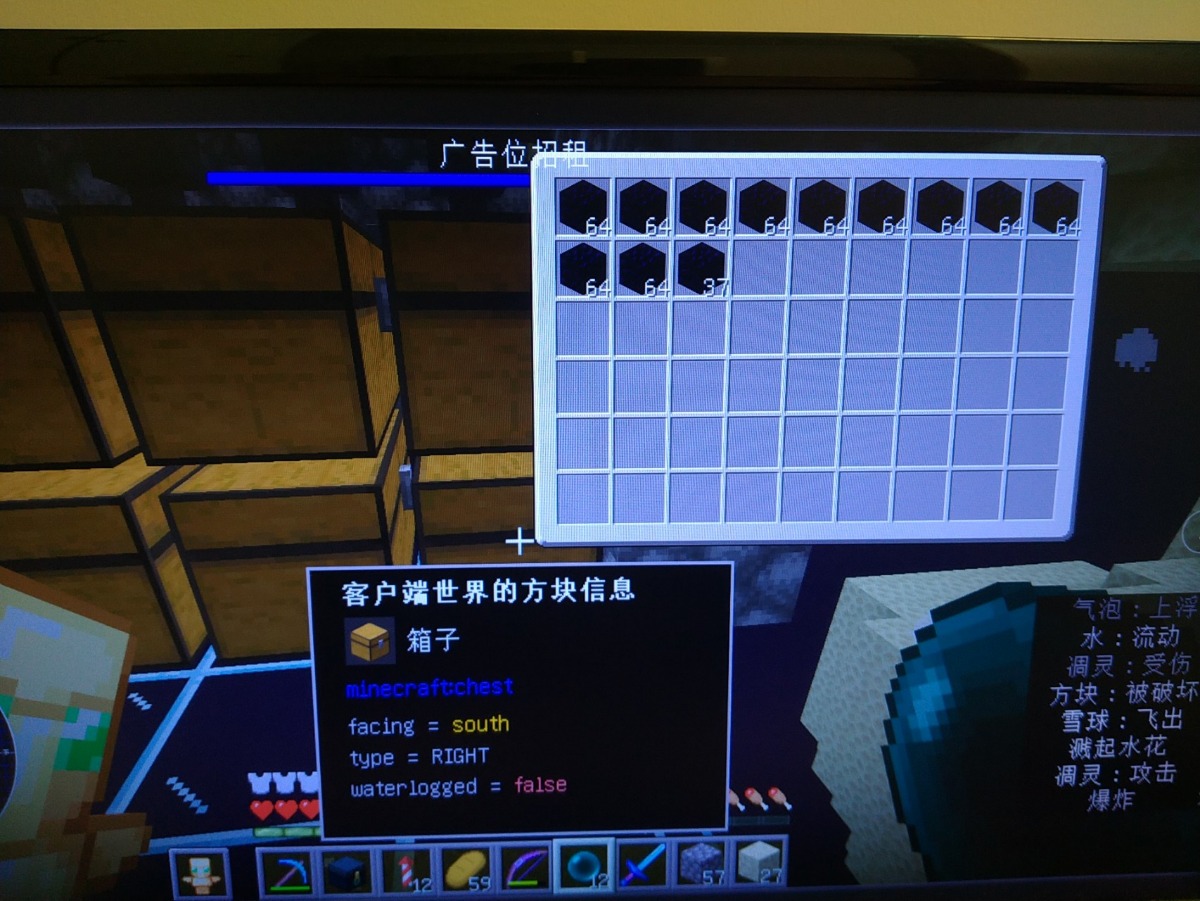 广告位招租
64 64 64 64 64 64 64 64 64
64 64 37
客户端世界的方块信息
箱子
minecraft:chest
facing = south
type = RIGHT
waterlogged = false
气泡：上浮
水：流动
凋灵：受伤
方块：被破坏
雪球：飞出
溅起水花
凋灵：攻击
爆炸
12 59 12 57 27